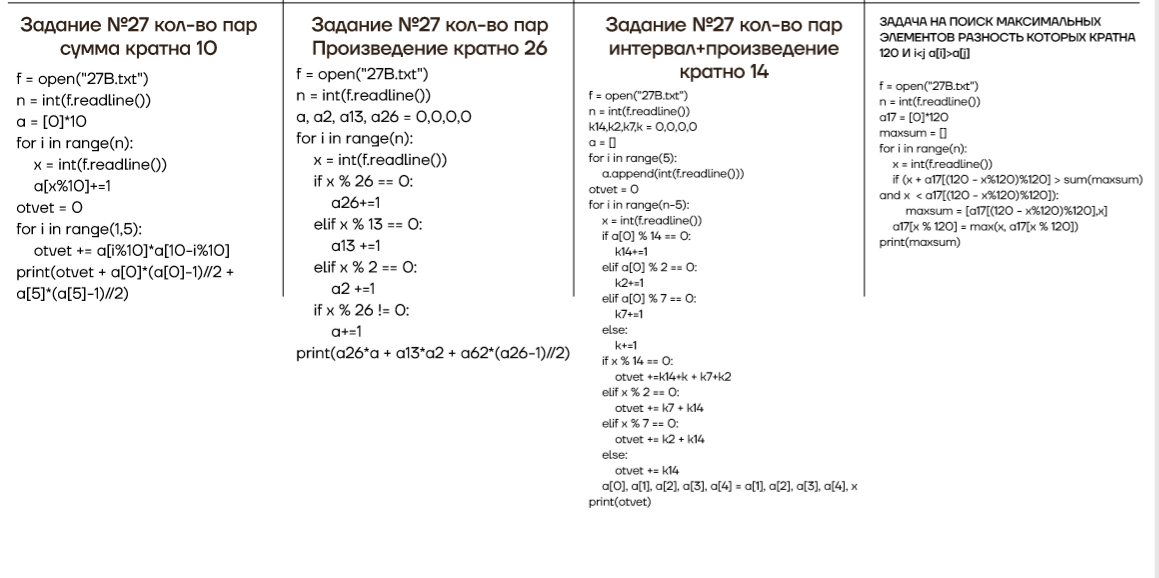 Задание №27 кол-во пар
сумма кратна 10
f = open("27B.txt")
n = int(f.readline())
a = [0]*10
for i in range(n):
    x = int(f.readline())
    a[x%10]+=1
otvet = 0
for i in range(1,5):
    otvet += a[i%10]*a[10-i%10]
print(otvet + a[0]*(a[0]-1)//2 +
a[5]*(a[5]-1)//2)
Задание №27 кол-во пар
Произведение кратно 26
f = open("27B.txt")
n = int(f.readline())
a, a2, a13, a26 = 0,0,0,0
for i in range(n):
    x = int(f.readline())
    if x % 26 == 0:
        a26+=1
    elif x % 13 == 0:
        a13 +=1
    elif x % 2 == 0:
        a2 +=1
    if x % 26 != 0:
        a+=1
print(a26*a + a13*a2 + a62*(a26-1)//2)
Задание №27 кол-во пар
интервал+произведение
кратно 14
f = open("27B.txt")
n = int(f.readline())
k14,k2,k7,k = 0,0,0,0
a = []
for i in range(5):
    a.append(int(f.readline()))
otvet = 0
for i in range(n-5):
    x = int(f.readline())
    if a[0] % 14 == 0:
        k14+=1
    elif a[0] % 2 == 0:
        k2+=1
    elif a[0] % 7 == 0:
        k7+=1
    else:
        k+=1
    if x % 14 == 0:
        otvet +=k14+k + k7+k2
    elif x % 2 == 0:
        otvet += k7 + k14
    elif x % 7 == 0:
        otvet += k2 + k14
    else:
        otvet += k14
    a[0], a[1], a[2], a[3], a[4] = a[1], a[2], a[3], a[4], x
print(otvet)
ЗАДАЧА НА ПОИСК МАКСИМАЛЬНЫХ
ЭЛЕМЕНТОВ РАЗНОСТЬ КОТОРЫХ КРАТНА
120 И i<j a[i]>a[j]
f = open("27B.txt")
n = int(f.readline())
a17 = [0]*120
maxsum = []
for i in range(n):
    x = int(f.readline())
    if (x + a17[(120 - x%120)%120] > sum(maxsum)
and x < a17[(120 - x%120)%120]):
        maxsum = [a17[(120 - x%120)%120],x]
    a17[x % 120] = max(x, a17[x % 120])
print(maxsum)